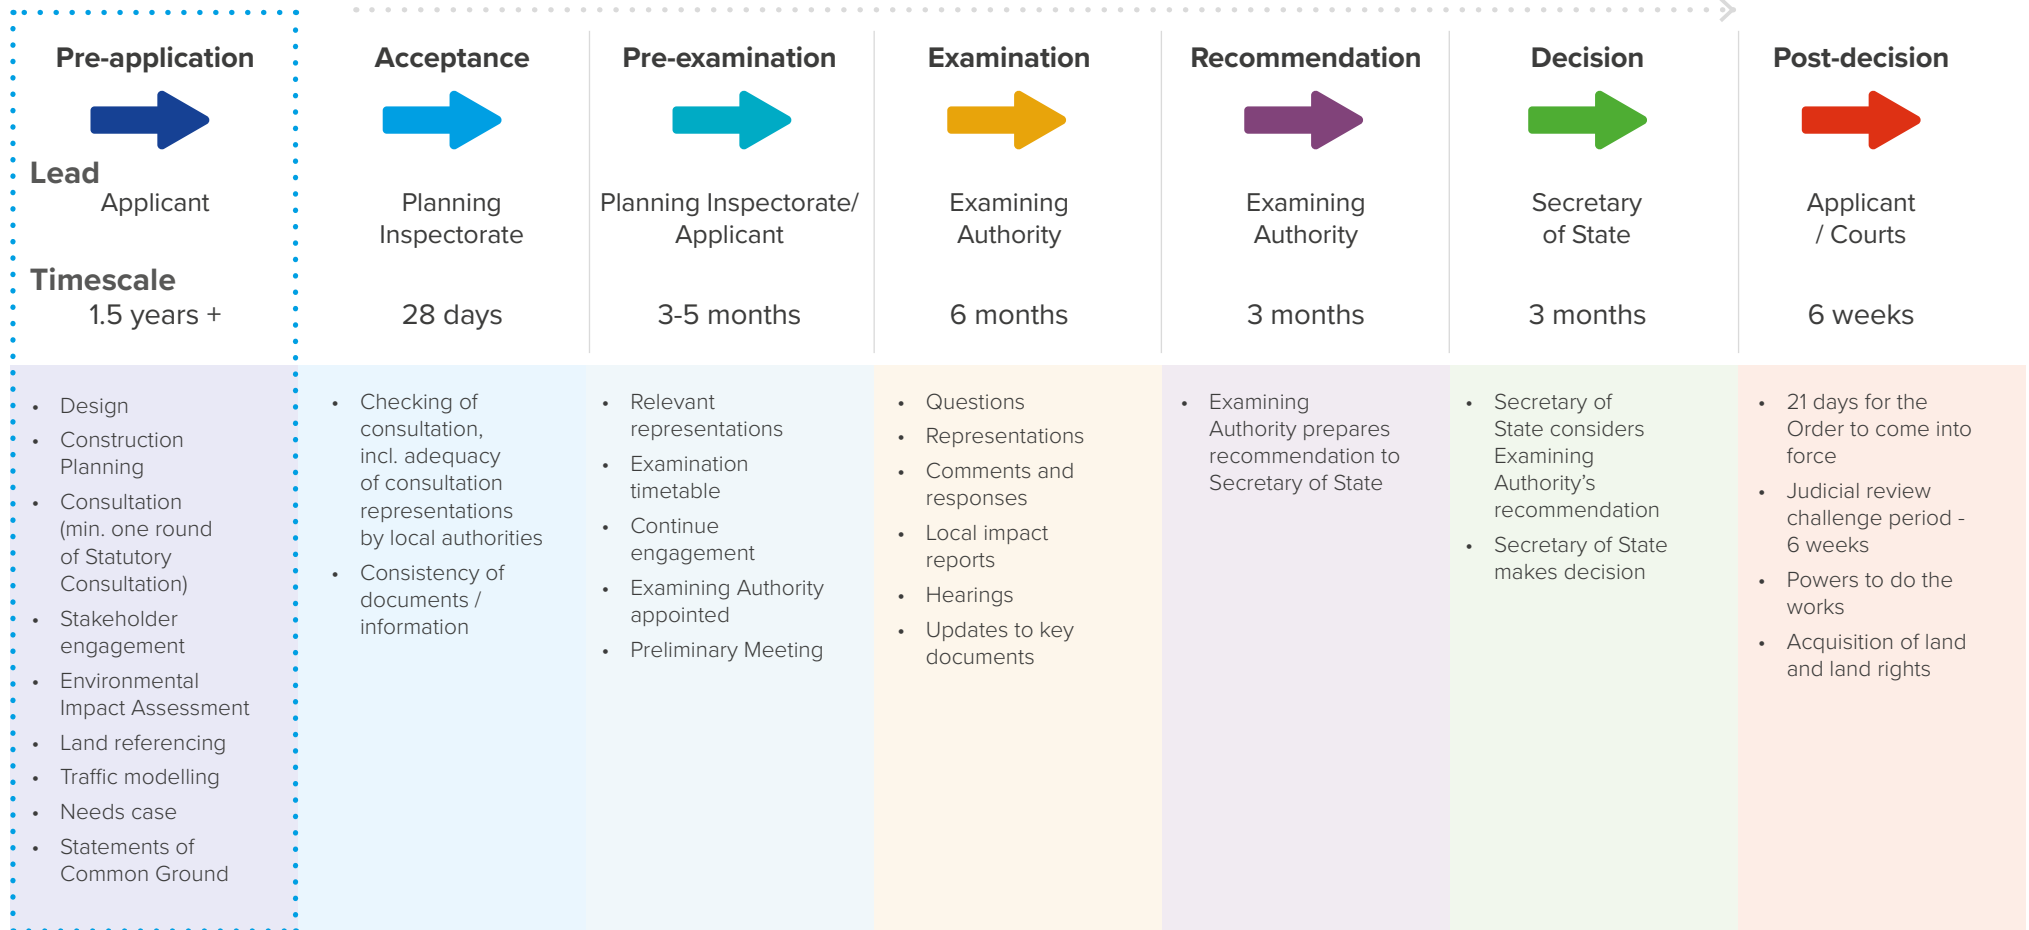 Pre-application
Lead
Applicant
Timescale
1.5 years +
• Design
• Construction
Planning
• Consultation
(min. one round
of Statutory
Consultation)
• Stakeholder
engagement
• Environmental
Impact Assessment
• Land referencing
• Traffic modelling
• Needs case
• Statements of
Common Ground
Acceptance
Planning
Inspectorate
28 days
• Checking of
consultation,
incl. adequacy
of consultation
representations
by local authorities
• Consistency of
documents /
information
Pre-examination
Planning Inspectorate/
Applicant
3-5 months
• Relevant
representations
• Examination
timetable
• Continue
engagement
• Examining Authority
appointed
• Preliminary Meeting
Examination
Examining
Authority
6 months
• Questions
• Representations
• Comments and
responses
• Local impact
reports
• Hearings
• Updates to key
documents
Recommendation
Examining
Authority
3 months
• Examining
Authority prepares
recommendation to
Secretary of State
Decision
Secretary
of State
3 months
• Secretary of
State considers
Examining
Authority’s
recommendation
• Secretary of State
makes decision
Post-decision
Applicant
/ Courts
6 weeks
• 21 days for the
Order to come into
force
• Judicial review
challenge period -
6 weeks
• Powers to do the
works
• Acquisition of land
and land rights